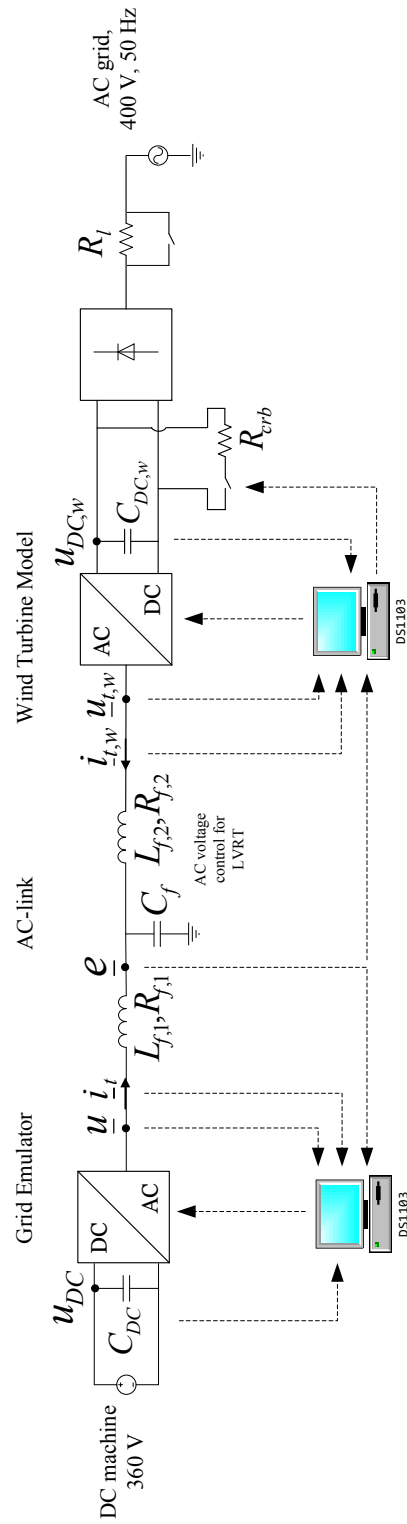 Grid Emulator
AC-link
Wind Turbine Model
DC machine
360 V
u_DC
C_DC
DC
AC
u
i_t
L_f,1, R_f,1
e
C_f
AC voltage
control for
LVRT
L_f,2, R_f,2
i_t,w
u_t,w
AC
DC
u_DC,w
C_DC,w
R_crb
R_l
AC grid,
400 V, 50 Hz
DS1103
DS1103